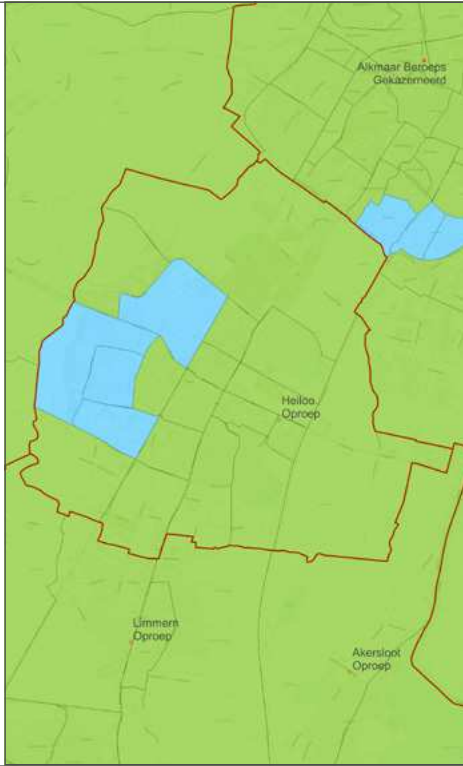 Alkmaar Beroeps
Gekazerneerd
Heiloo
Oproep
Limmen
Oproep
Akersloot
Oproep